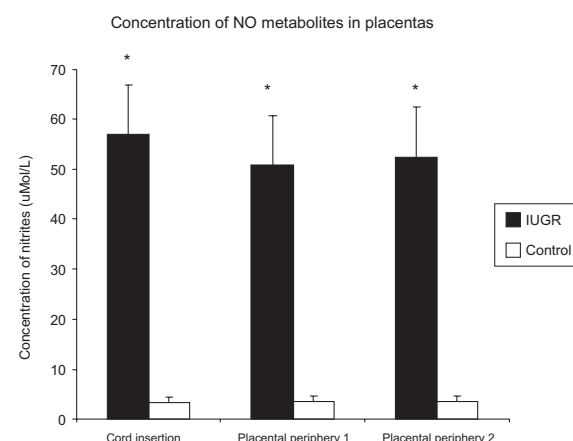 Concentration of NO metabolites in placentas
Concentration of nitrites (uMol/L)
70
60
50
40
30
20
10
0
*
*
*
IUGR
Control
Cord insertion
Placental periphery 1
Placental periphery 2